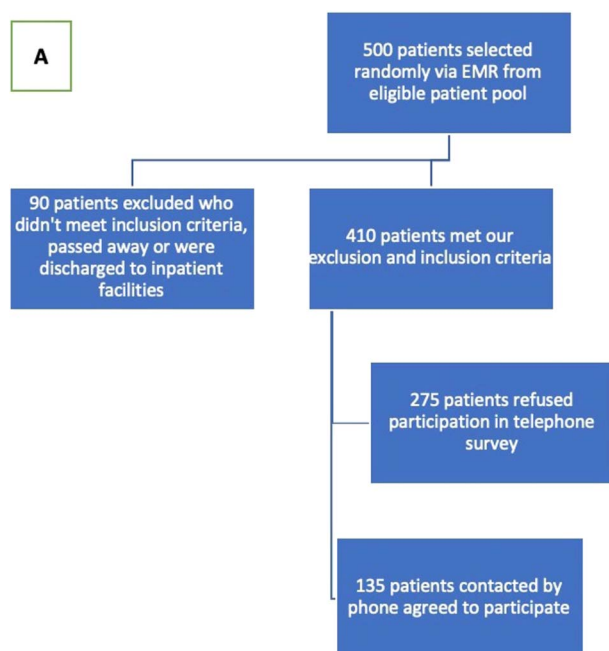 A
500 patients selected
randomly via EMR from
eligible patient pool
90 patients excluded who
didn't meet inclusion criteria,
passed away or were
discharged to inpatient
facilities
410 patients met our
exclusion and inclusion criteria
275 patients refused
participation in telephone
survey
135 patients contacted by
phone agreed to participate